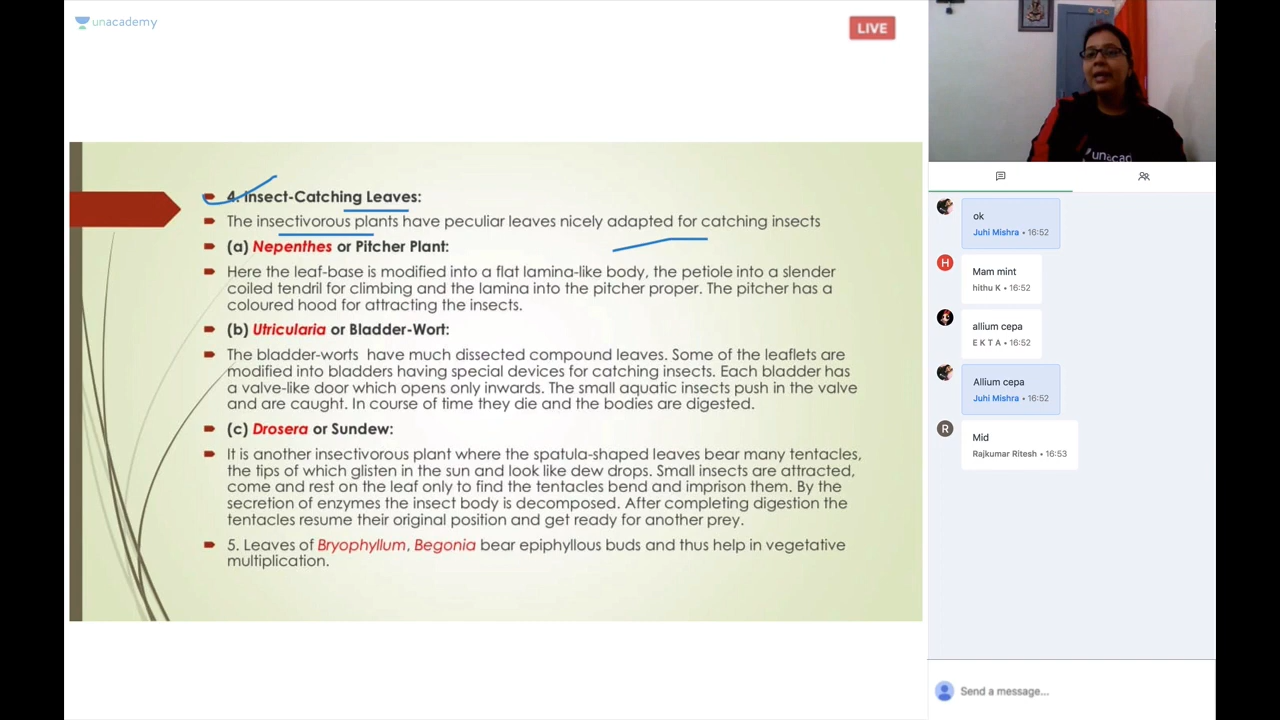 unacademy
LIVE
4. Insect-Catching Leaves:
The insectivorous plants have peculiar leaves nicely adapted for catching insects
(a) Nepenthes or Pitcher Plant:
Here the leaf-base is modified into a flat lamina-like body, the petiole into a slender
coiled tendril for climbing and the lamina into the pitcher proper. The pitcher has a
coloured hood for attracting the insects.
(b) Utricularia or Bladder-Wort:
The bladder-worts have much dissected compound leaves. Some of the leaflets are
modified into bladders having special devices for catching insects. Each bladder has
a valve-like door which opens only inwards. The small aquatic insects push in the valve
and are caught. In course of time they die and the bodies are digested.
(c) Drosera or Sundew:
It is another insectivorous plant where the spatula-shaped leaves bear many tentacles,
the tips of which glisten in the sun and look like dew drops. Small insects are attracted,
come and rest on the leaf only to find the tentacles bend and imprison them. By the
secretion of enzymes the insect body is decomposed. After completing digestion the
tentacles resume their original position and get ready for another prey.
5. Leaves of Bryophyllum, Begonia bear epiphyllous buds and thus help in vegetative
multiplication.
unacad
ok
Juhi Mishra • 16:52
H
Mam mint
hithu K • 16:52
allium cepa
E K T A • 16:52
Allium cepa
Juhi Mishra • 16:52
R
Mid
Rajkumar Ritesh • 16:53
Send a message...